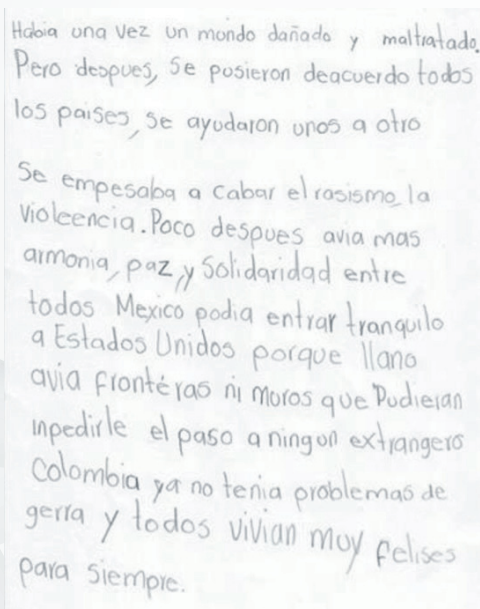 Habia una vez un mundo dañado y maltratado.
Pero despues, se pusieron deacuerdo todos
los paises, se ayudaron unos a otro
Se empesaba a cabar el rasismo, la
violeencia. Poco despues avia mas
armonia, paz, y Solidaridad entre
todos Mexico podia entrar tranquilo
a Estados Unidos porque llano
avia frontéras ni moros que Pudieran
inpedirle el paso a ningun extrangero
Colombia ya no tenia problemas de
gerra y todos vivian muy felises
para siempre.